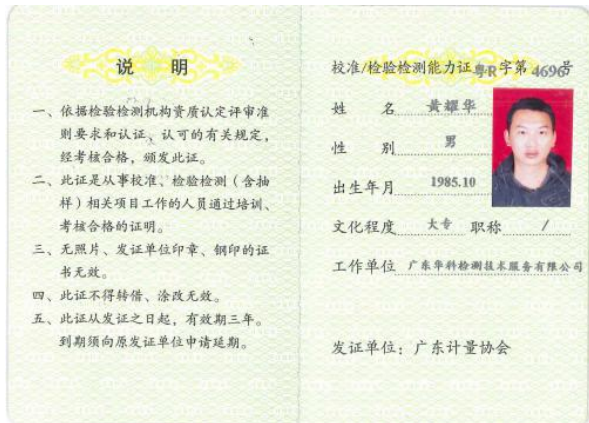 说 明
一、依据检验检测机构资质认定评审准
则要求和认证、认可的有关规定,
经考核合格,颁发此证。
二、此证是从事校准、检验检测(含抽
样)相关项目工作的人员通过培训、
考核合格的证明。
三、无照片、发证单位印章、钢印的证
书无效。
四、此证不得转借、涂改无效。
五、此证从发证之日起,有效期三年。
到期须向原发证单位申请延期。
校准/检验检测能力证粤R字第4696号
姓 名 黄耀华
性 别 男
出生年月 1985.10
文化程度 大专 职称 /
工作单位 广东华科检测技术服务有限公司
发证单位:广东计量协会